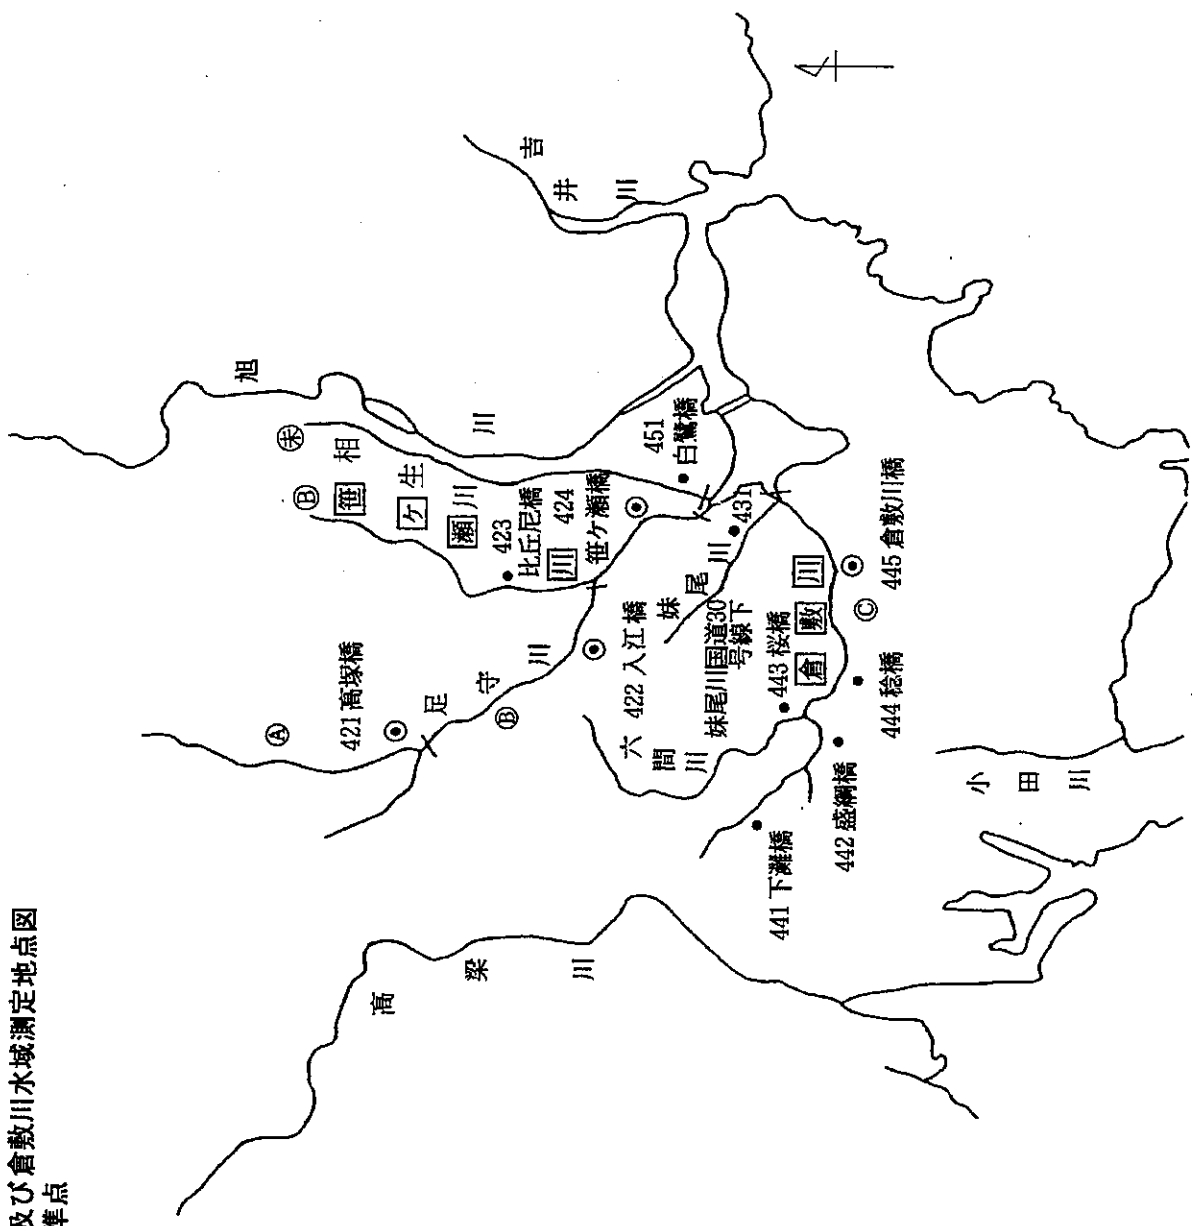 及び倉敷川水域測定地点図
準点
吉井川
旭川
未
相生川
B
笹ケ瀬川
423
比丘尼橋
424
笹ケ瀬橋
451
白鷺橋
431
A
421 高塚橋
足守川
B
422 入江橋
妹尾川
妹尾川国道30
号線下
六間川
443 桜橋
倉敷川
445 倉敷川橋
C
444 稔橋
442 盛綱橋
441 下灘橋
小田川
高梁川